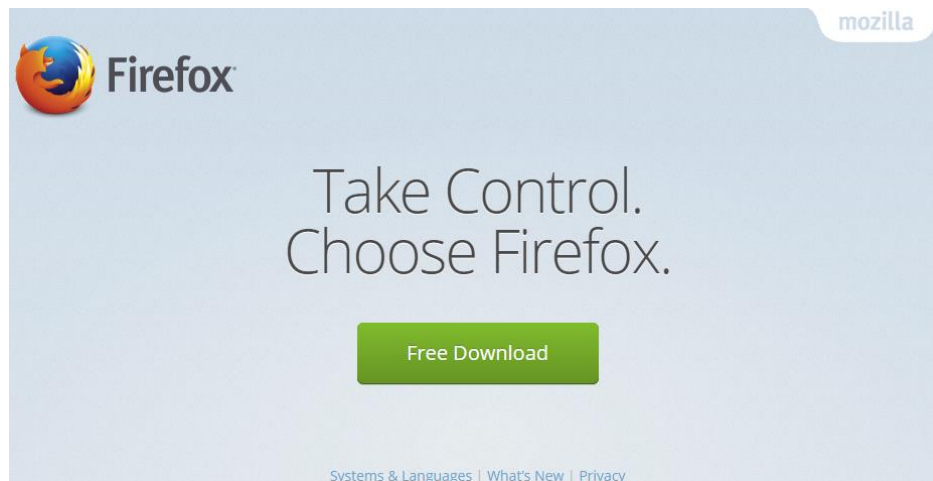 mozilla
Firefox
Take Control.
Choose Firefox.
Free Download
Systems & Languages | What's New | Privacy